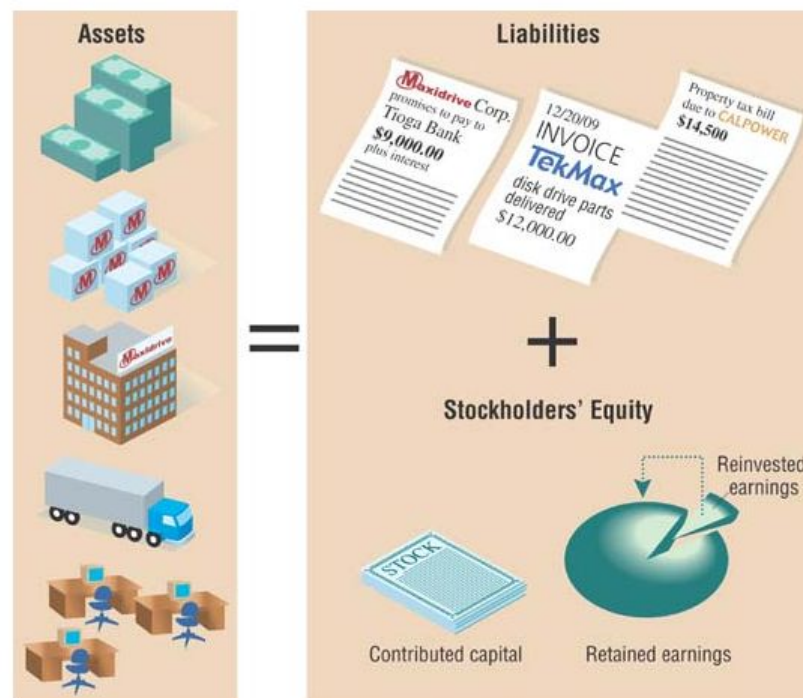 Assets
M
M
M
M
M
Maxidrive
=
Liabilities
Maxidrive Corp.
promises to pay to
Tioga Bank
$9,000.00
plus interest
12/20/09
INVOICE
TekMax
disk drive parts
delivered
$12,000.00
Property tax bill
due to CALPOWER
$14,500
+
Stockholders' Equity
STOCK
Contributed capital
Reinvested
earnings
Retained earnings